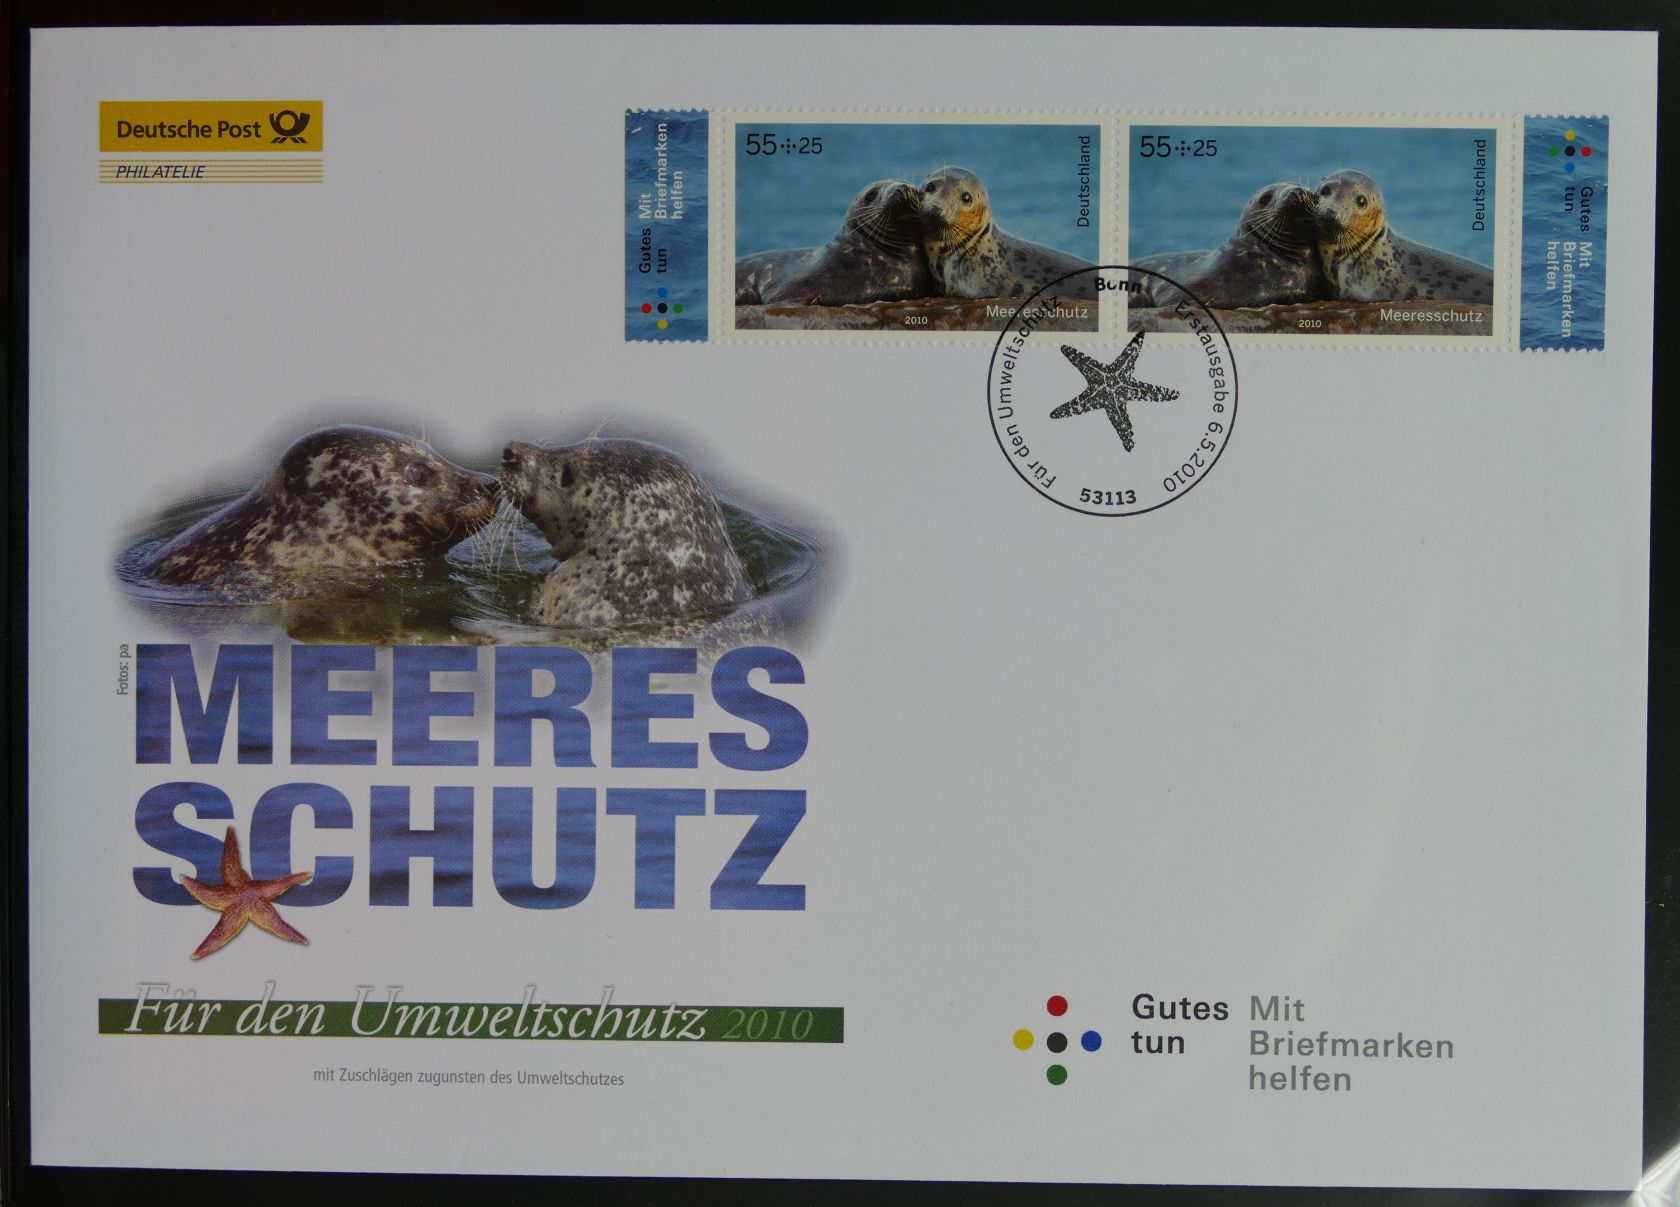 Deutsche Post
PHILATELIE
Gutes Mit
tun Briefmarken
helfen
55+25
Deutschland
2010
Meeresschutz
55+25
Deutschland
2010
Meeresschutz
Gutes Mit
tun Briefmarken
helfen
Bonn
Für den Umweltschutz
Erstausgabe 6.5.2010
53113
Fotos: pa
MEERES
SCHUTZ
Für den Umweltschutz 2010
mit Zuschlägen zugunsten des Umweltschutzes
Gutes Mit
tun Briefmarken
helfen